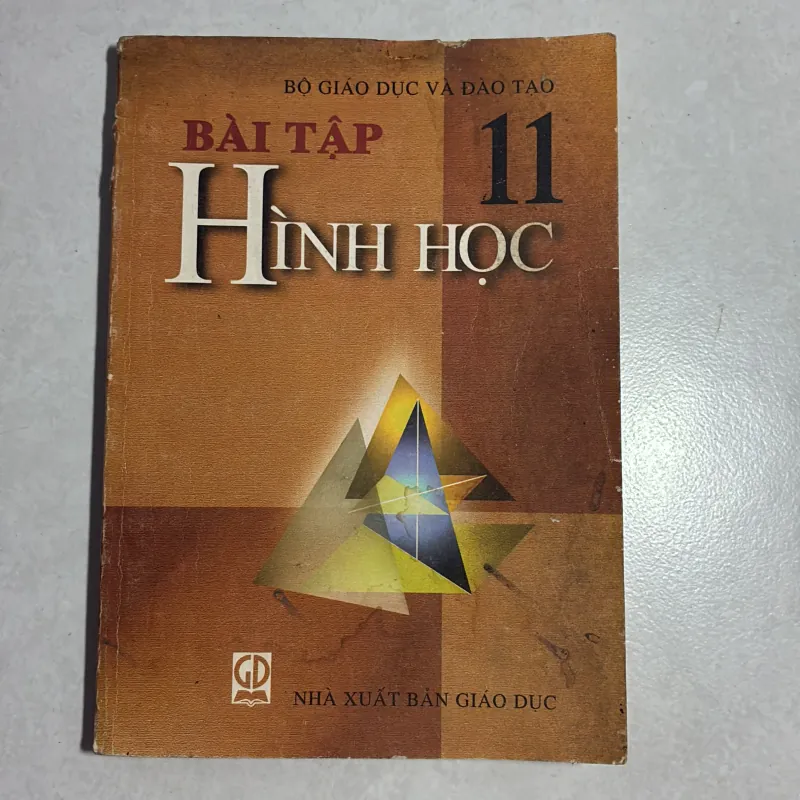 BỘ GIÁO DỤC VÀ ĐÀO TẠO
BÀI TẬP
11
HÌNH HỌC
GD
NHÀ XUẤT BẢN GIÁO DỤC